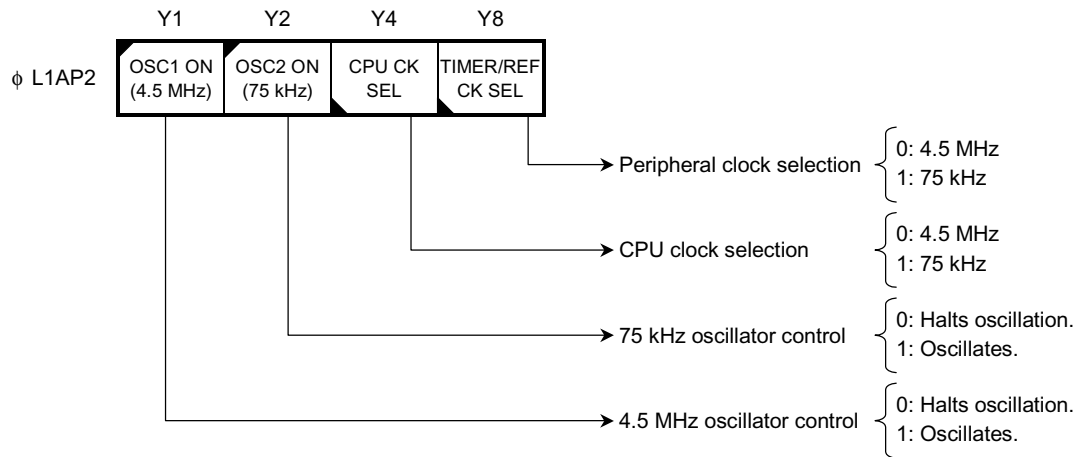 Y1 Y2 Y4 Y8
φ L1AP2
OSC1 ON
(4.5 MHz)
OSC2 ON
(75 kHz)
CPU CK
SEL
TIMER/REF
CK SEL
Peripheral clock selection
0: 4.5 MHz
1: 75 kHz
CPU clock selection
0: 4.5 MHz
1: 75 kHz
75 kHz oscillator control
0: Halts oscillation.
1: Oscillates.
4.5 MHz oscillator control
0: Halts oscillation.
1: Oscillates.